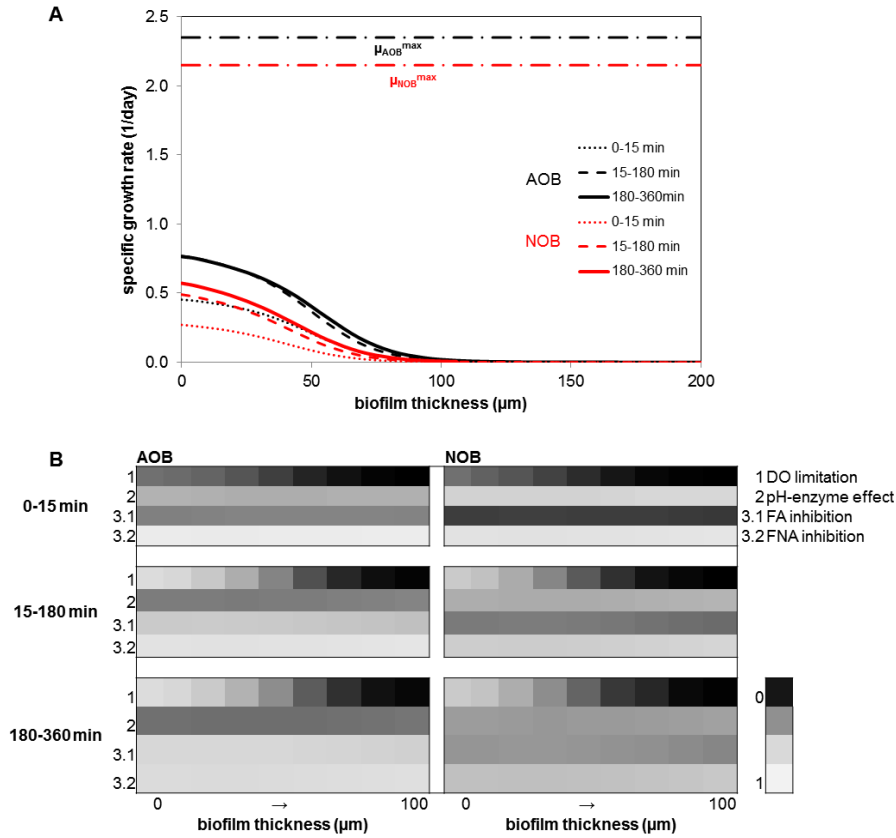 A
specific growth rate (1/day)
2.5
2.0
1.5
1.0
0.5
0.0
μAOBmax
μNOBmax
AOB
0-15 min
15-180 min
180-360min
NOB
0-15 min
15-180 min
180-360 min
0 50 100 150 200
biofilm thickness (μm)
B
AOB NOB
0-15 min
1
2
3.1
3.2
1 DO limitation
2 pH-enzyme effect
3.1 FA inhibition
3.2 FNA inhibition
15-180 min
1
2
3.1
3.2
180-360 min
1
2
3.1
3.2
0
1
0 → 100 0 → 100
biofilm thickness (μm) biofilm thickness (μm)